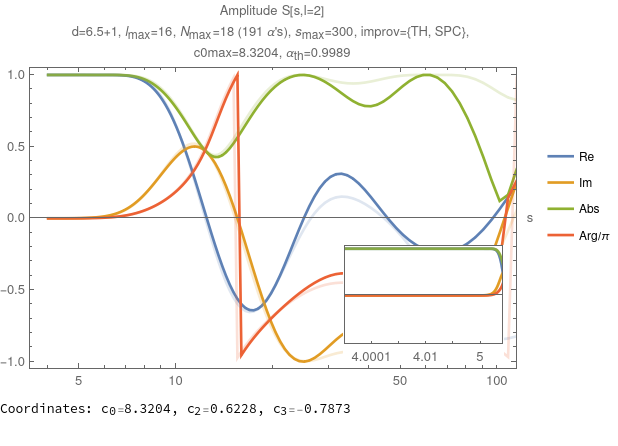 Amplitude S[s,l=2]
d=6.5+1, lmax=16, Nmax=18 (191 α's), smax=300, improv={TH, SPC},
c0max=8.3204, αth=0.9989
1.0
0.5
0.0
−0.5
−1.0
s
Re
Im
Abs
Arg/π
4.0001 4.01 5
5 10 50 100
Coordinates: c0=8.3204, c2=0.6228, c3=-0.7873